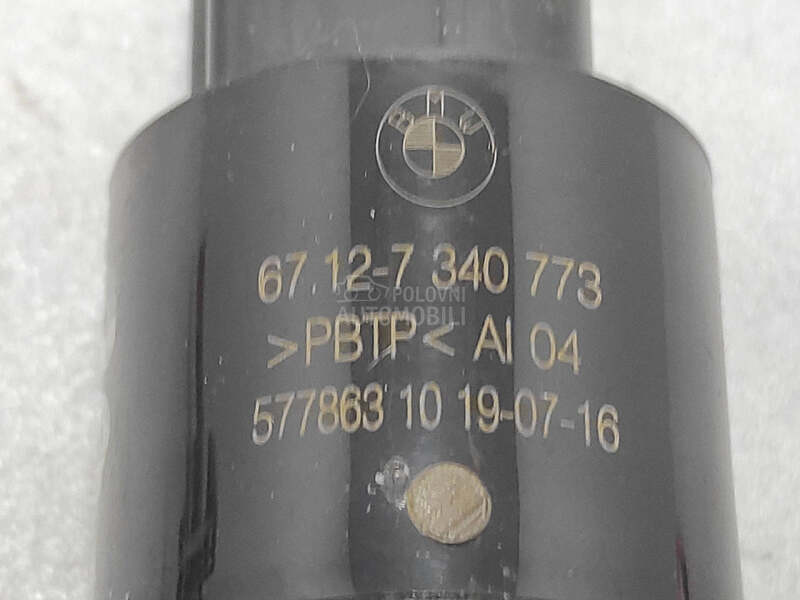 BMW
67.12-7 340 773
POLOVNI
AUTOMOBILI
>PBTP< AI 04
577863 10 19-07-16